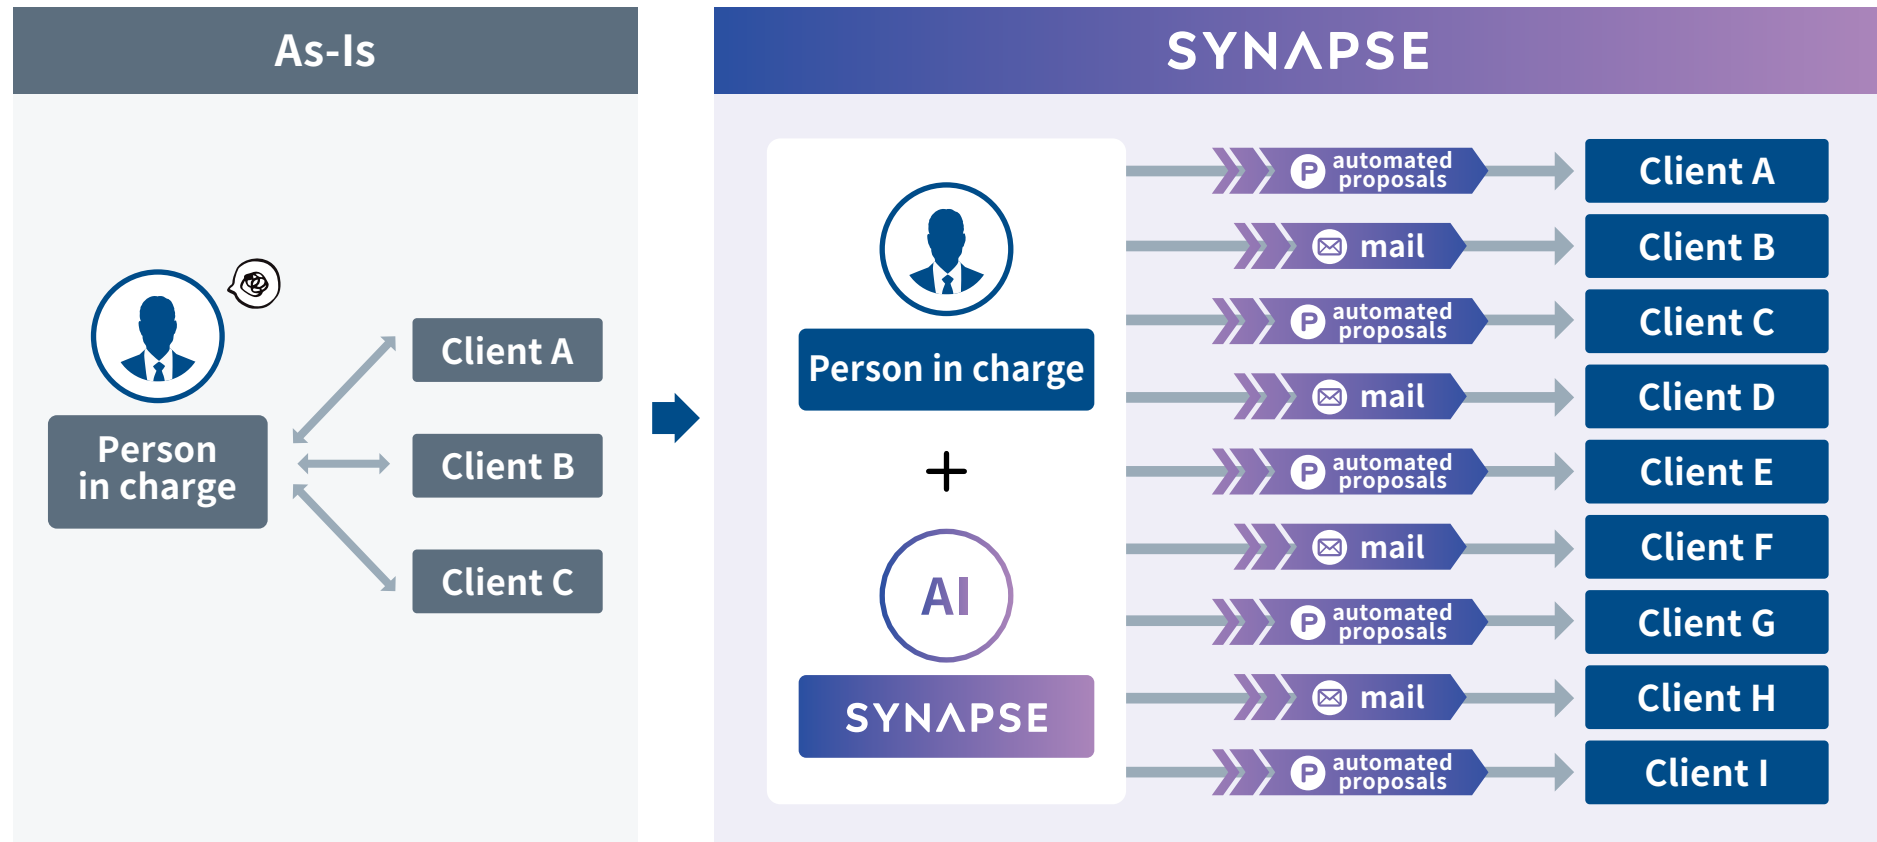 As-Is
Person
in charge
Client A
Client B
Client C
SYNAPSE
Person in charge
+
AI
SYNAPSE
P automated
proposals
Client A
mail
Client B
P automated
proposals
Client C
mail
Client D
P automated
proposals
Client E
mail
Client F
P automated
proposals
Client G
mail
Client H
P automated
proposals
Client I